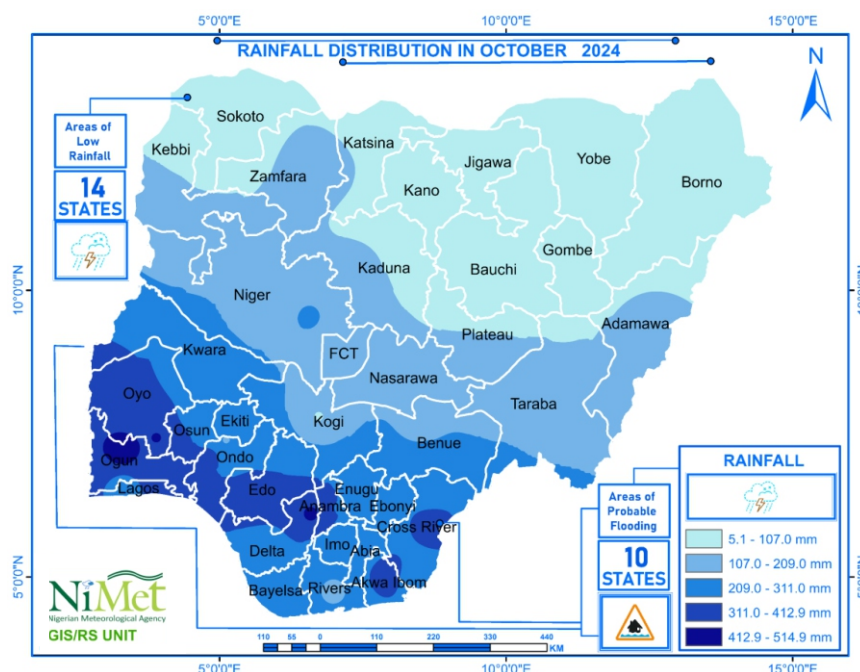 5°0'0"E 10°0'0"E 15°0'0"E
RAINFALL DISTRIBUTION IN OCTOBER 2024
N
Areas of
Low
Rainfall
14
STATES
Sokoto
Kebbi
Zamfara
Katsina
Kano
Jigawa
Yobe
Borno
Bauchi
Gombe
Kaduna
Niger
10°0'0"N
Adamawa
Plateau
Kwara
FCT
Nasarawa
Taraba
Oyo
Osun
Ekiti
Kogi
Benue
Ogun
Ondo
Lagos
Edo
Enugu
Anambra
Ebonyi
Cross River
Delta
Imo
Abia
Bayelsa
Rivers
Akwa Ibom
Areas of
Probable
Flooding
10
STATES
RAINFALL
5.1 - 107.0 mm
107.0 - 209.0 mm
209.0 - 311.0 mm
311.0 - 412.9 mm
412.9 - 514.9 mm
5°0'0"N
NiMet
Nigerian Meteorological Agency
GIS/RS UNIT
110 55 0 110 220 330 440
KM
5°0'0"E 10°0'0"E 15°0'0"E